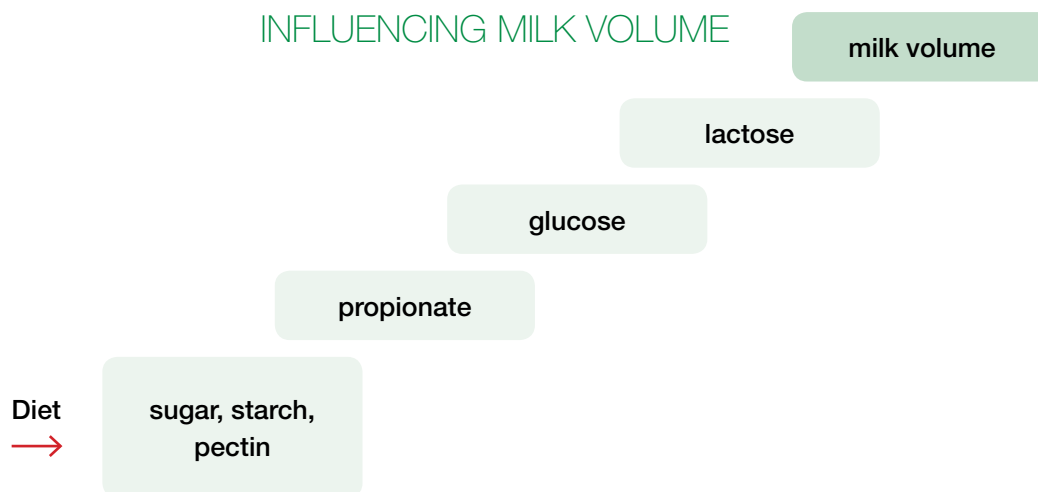 INFLUENCING MILK VOLUME
milk volume
lactose
glucose
propionate
Diet
sugar, starch,
pectin